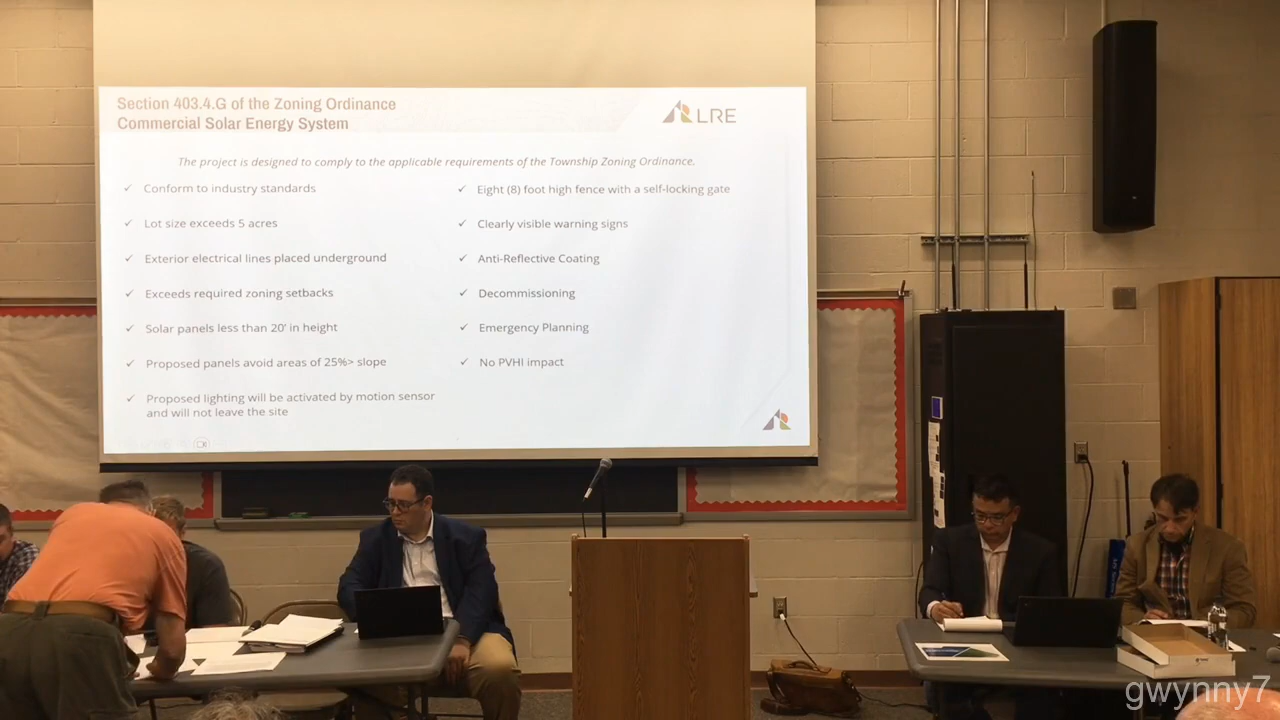 Section 403.4.G of the Zoning Ordinance
Commercial Solar Energy System
LRE
The project is designed to comply to the applicable requirements of the Township Zoning Ordinance.
✓ Conform to industry standards
✓ Lot size exceeds 5 acres
✓ Exterior electrical lines placed underground
✓ Exceeds required zoning setbacks
✓ Solar panels less than 20' in height
✓ Proposed panels avoid areas of 25%> slope
✓ Proposed lighting will be activated by motion sensor
and will not leave the site
✓ Eight (8) foot high fence with a self-locking gate
✓ Clearly visible warning signs
✓ Anti-Reflective Coating
✓ Decommissioning
✓ Emergency Planning
✓ No PVHI impact
gwynny7